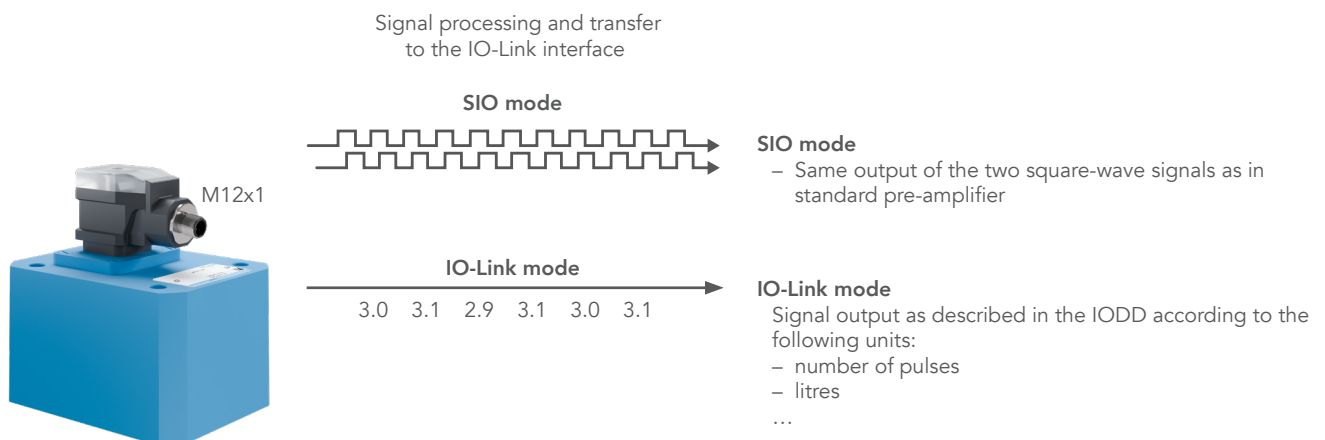 Signal processing and transfer
to the IO-Link interface
SIO mode
SIO mode
– Same output of the two square-wave signals as in
standard pre-amplifier
M12x1
IO-Link mode
3.0 3.1 2.9 3.1 3.0 3.1
IO-Link mode
Signal output as described in the IODD according to the
following units:
– number of pulses
– litres
…